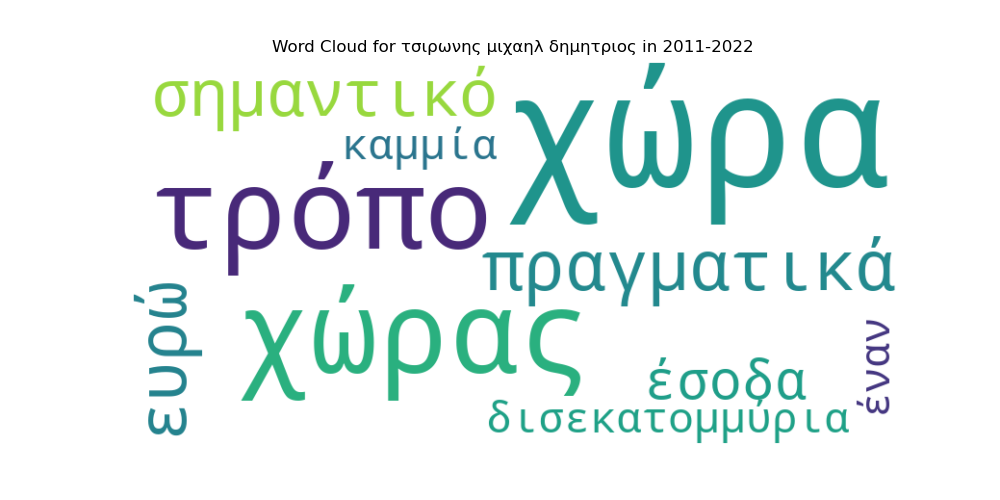 Word Cloud for τσιρωνης μιχαηλ δημητριος in 2011-2022
σημαντικό
χώρα
καμμία
τρόπο
πραγματικά
ευρώ
χώρας
έναν
έσοδα
δισεκατομμύρια